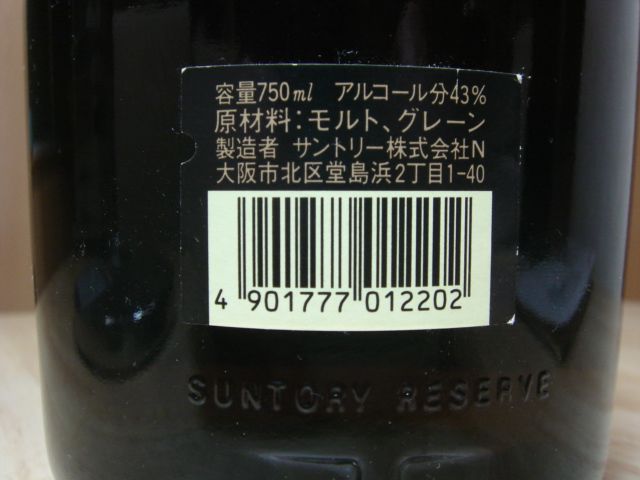 容量750ml アルコール分43%
原材料：モルト、グレーン
製造者 サントリー株式会社N
大阪市北区堂島浜2丁目1-40
4 901777 012202
SUNTORY RESERVE